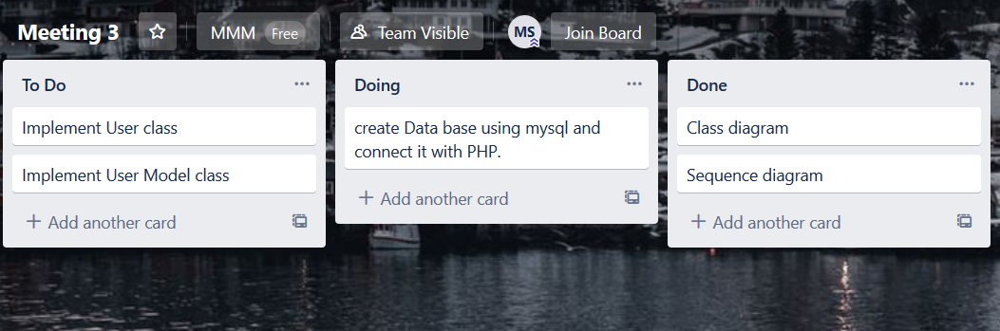 Meeting 3
MMM Free
Team Visible
MS
Join Board
To Do
Implement User class
Implement User Model class
+ Add another card
Doing
create Data base using mysql and
connect it with PHP.
+ Add another card
Done
Class diagram
Sequence diagram
+ Add another card